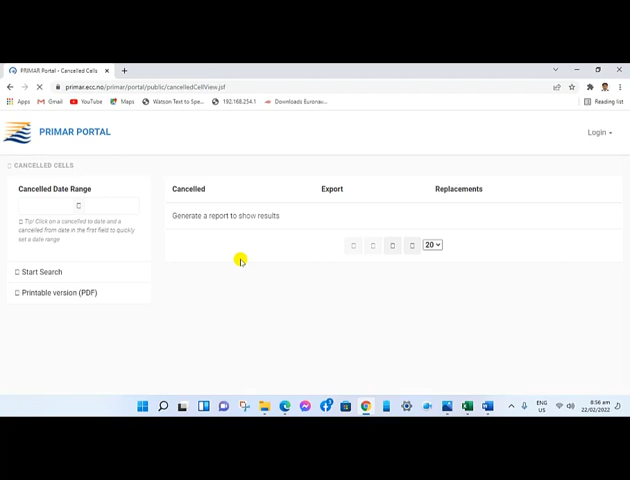 PRIMAR Portal - Cancelled Cells
primar.ecc.no/primar/portal/public/cancelledCellView.jsf
Apps Gmail YouTube Maps Watson Text to Spe... 192.168.254.1 Downloads Euronav... Reading list
PRIMAR PORTAL
Login
CANCELLED CELLS
Cancelled Date Range
Tip! Click on a cancelled to date and a
cancelled from date in the first field to quickly
set a date range
Start Search
Printable version (PDF)
Cancelled Export Replacements
Generate a report to show results
20
ENG
US
8:56 am
22/02/2022